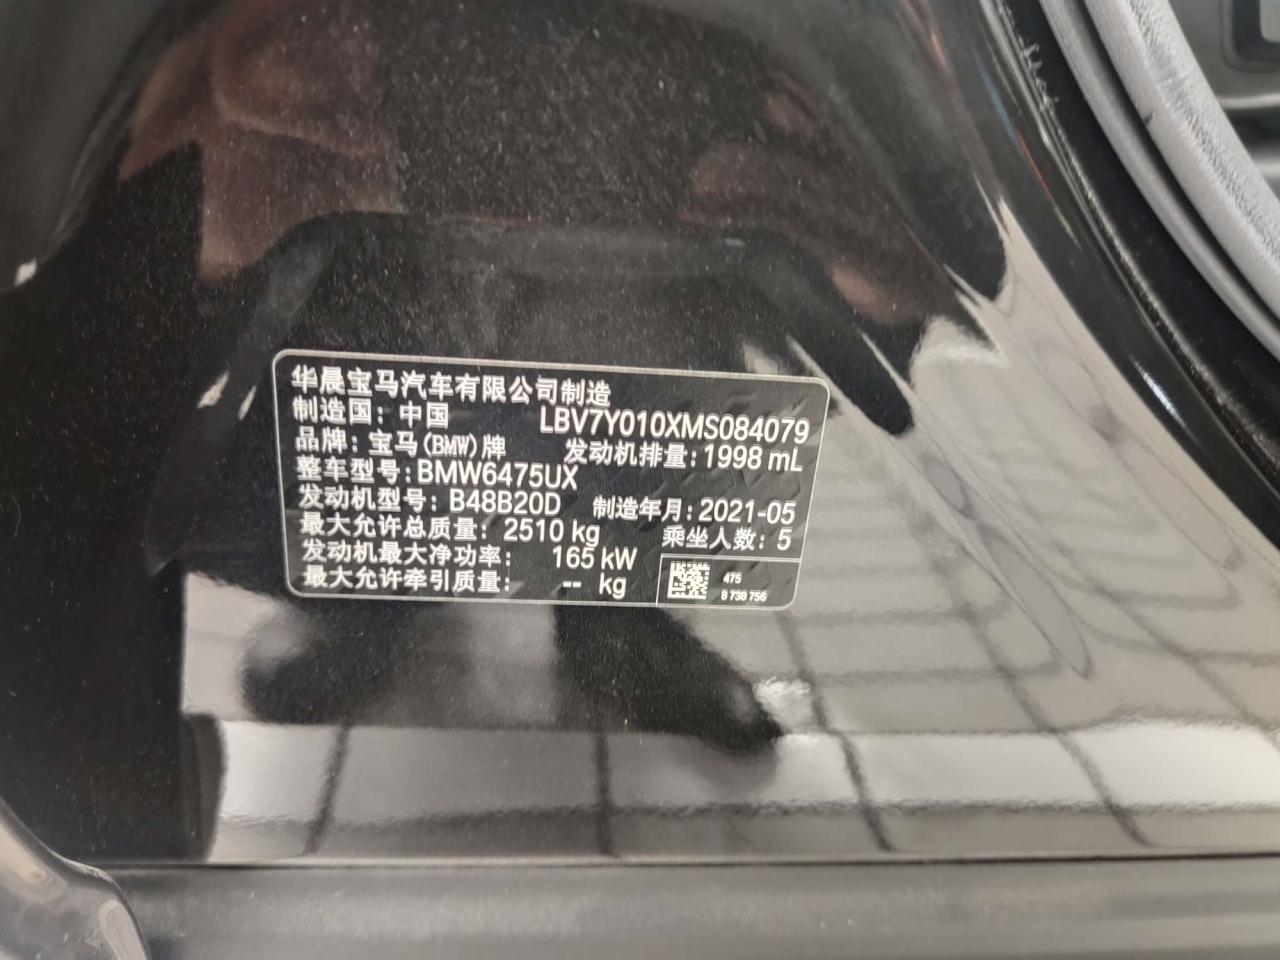 华晨宝马汽车有限公司制造
制造国：中国 LBV7Y010XMS084079
品牌：宝马(BMW)牌 发动机排量：1998 mL
整车型号：BMW6475UX
发动机型号：B48B20D 制造年月：2021-05
最大允许总质量：2510 kg 乘坐人数：5
发动机最大净功率： 165 kW
最大允许牵引质量： -- kg
475
8 738 756